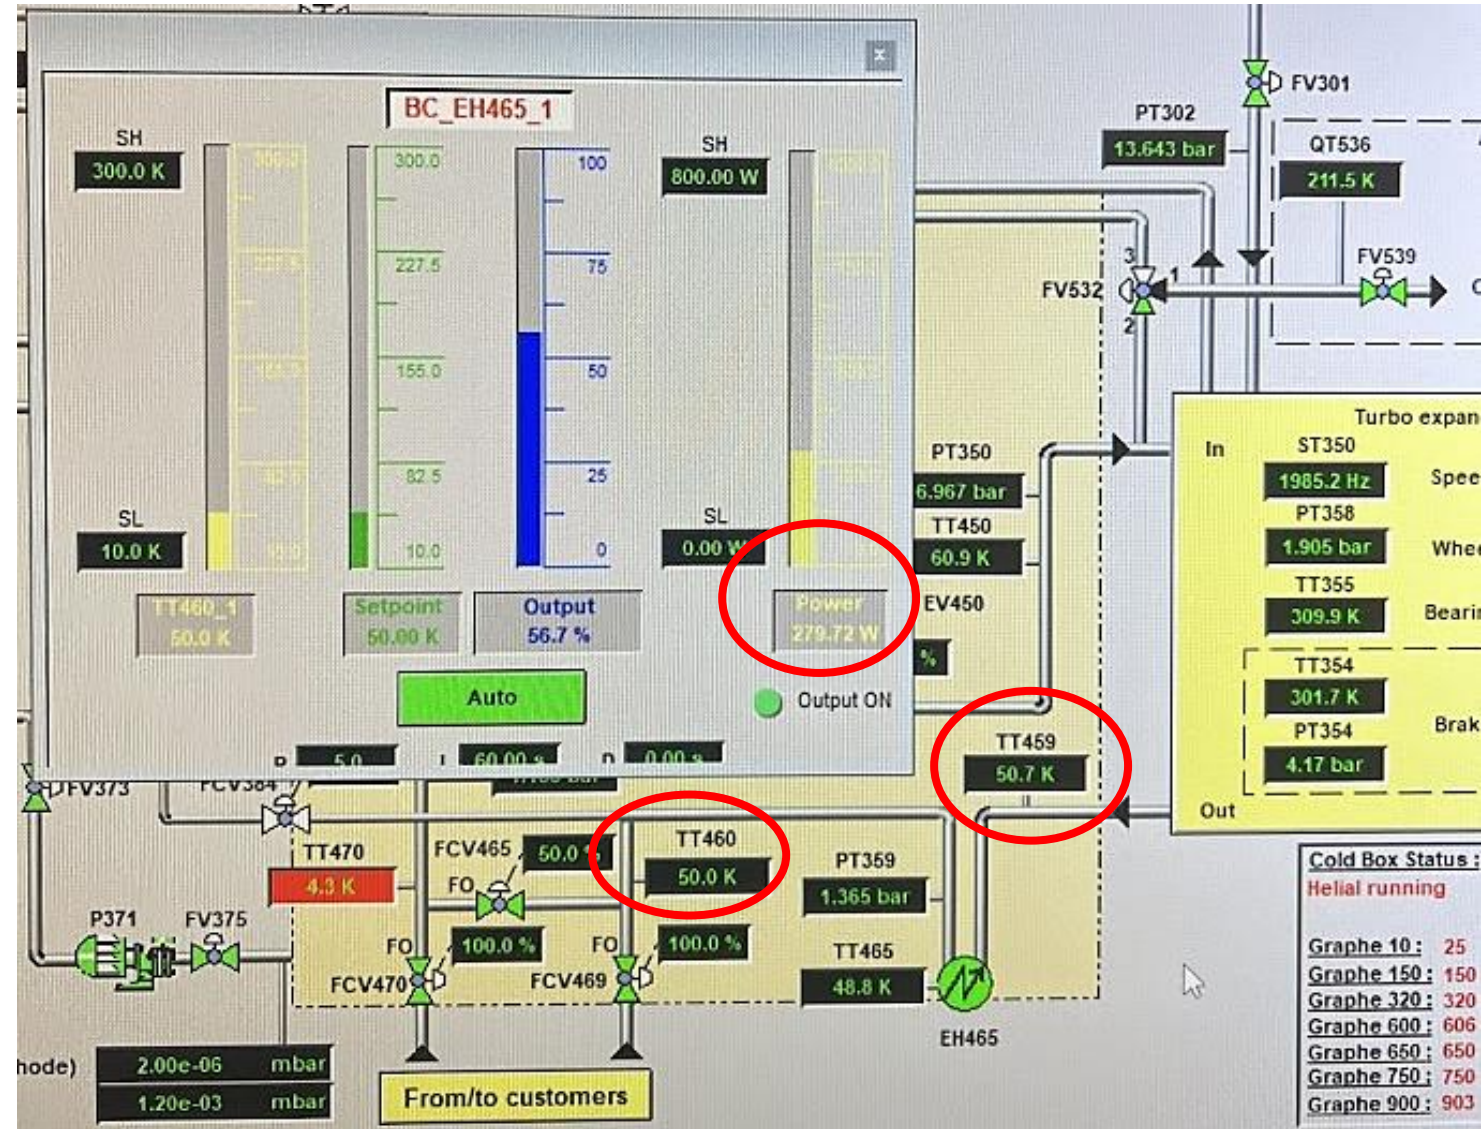 BC_EH465_1
SH
300.0 K
300.0
100
SH
800.00 W
227.5
75
155.0
50
82.5
25
SL
10.0 K
10.0
0
SL
0.00 W
TT460_1
50.0 K
Setpoint
50.00 K
Output
56.7 %
Power
279.72 W
Auto
Output ON
5.0
I
60.00 s
D
0.00 s
FV301
PT302
13.643 bar
QT536
211.5 K
FV539
FV532
3
1
2
PT350
6.967 bar
TT450
60.9 K
EV450
%
Turbo expan
In
ST350
1985.2 Hz
Spee
PT358
1.905 bar
Whee
TT355
309.9 K
Bearin
TT354
301.7 K
PT354
Brak
4.17 bar
Out
TT459
50.7 K
FV373
FCV384
TT470
4.3 K
FCV465
50.0 %
FO
TT460
50.0 K
PT359
1.365 bar
P371
FV375
FO
100.0 %
FO
100.0 %
FCV470
FCV469
TT465
48.8 K
EH465
Cold Box Status :
Helial running
Graphe 10 : 25
Graphe 150 : 150
Graphe 320 : 320
Graphe 600 : 606
Graphe 650 : 650
Graphe 750 : 750
Graphe 900 : 903
hode)
2.00e-06 mbar
1.20e-03 mbar
From/to customers